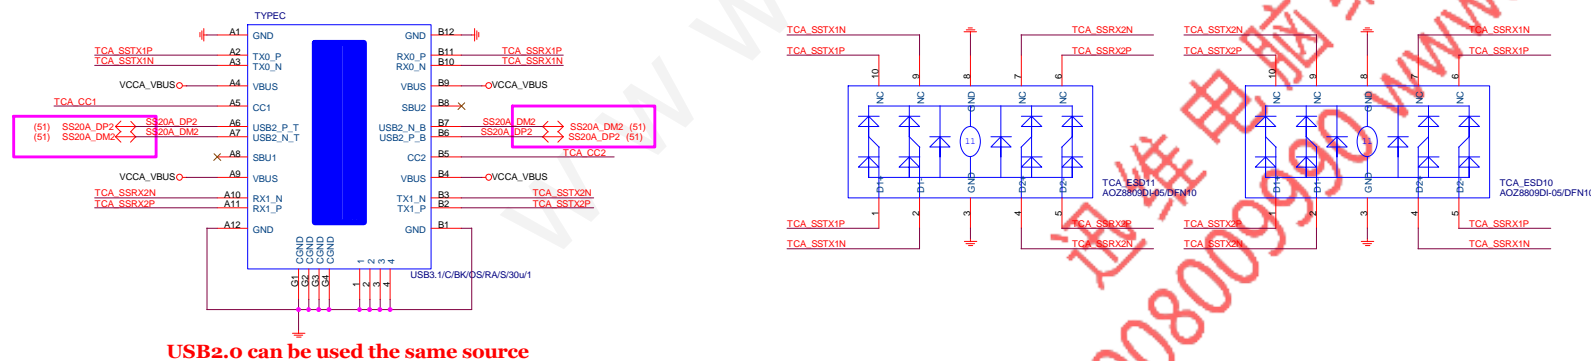 TYPEC
A1 GND GND B12
TCA_SSTX1P A2 TX0_P RX0_P B11 TCA_SSRX1P
TCA_SSTX1N A3 TX0_N RX0_N B10 TCA_SSRX1N
VCCA_VBUS A4 VBUS VBUS B9 VCCA_VBUS
TCA_CC1 A5 CC1 SBU2 B8
(51) SS20A_DP2 SS20A_DP2 A6 USB2_P_T USB2_N_B B7 SS20A_DM2 SS20A_DM2 (51)
(51) SS20A_DM2 SS20A_DM2 A7 USB2_N_T USB2_P_B B6 SS20A_DP2 SS20A_DP2 (51)
A8 SBU1 CC2 B5 TCA_CC2
VCCA_VBUS A9 VBUS VBUS B4 VCCA_VBUS
TCA_SSRX2N A10 RX1_N TX1_N B3 TCA_SSTX2N
TCA_SSRX2P A11 RX1_P TX1_P B2 TCA_SSTX2P
A12 GND GND B1
CGND CGND CGND CGND 1 2 3 4
G1 G2 G3 G4 1 2 3 4
USB3.1/C/BK/OS/RA/S/30u/1
USB2.0 can be used the same source
TCA_SSTX1N TCA_SSRX2N
TCA_SSTX1P TCA_SSRX2P
10 9 8 7 6
NC NC GND NC NC
11
D1+ D1- GND D2+ D2-
TCA_ESD11
AOZ8809DI-05/DFN10
1 2 3 4 5
TCA_SSTX1P TCA_SSRX2P
TCA_SSTX1N TCA_SSRX2N
TCA_SSTX2N TCA_SSRX1N
TCA_SSTX2P TCA_SSRX1P
10 9 8 7 6
NC NC GND NC NC
11
D1+ D1- GND D2+ D2-
TCA_ESD10
AOZ8809DI-05/DFN10
1 2 3 4 5
TCA_SSTX2P TCA_SSRX1P
TCA_SSTX2N TCA_SSRX1N
迅维电脑维
08009990 www
w w w